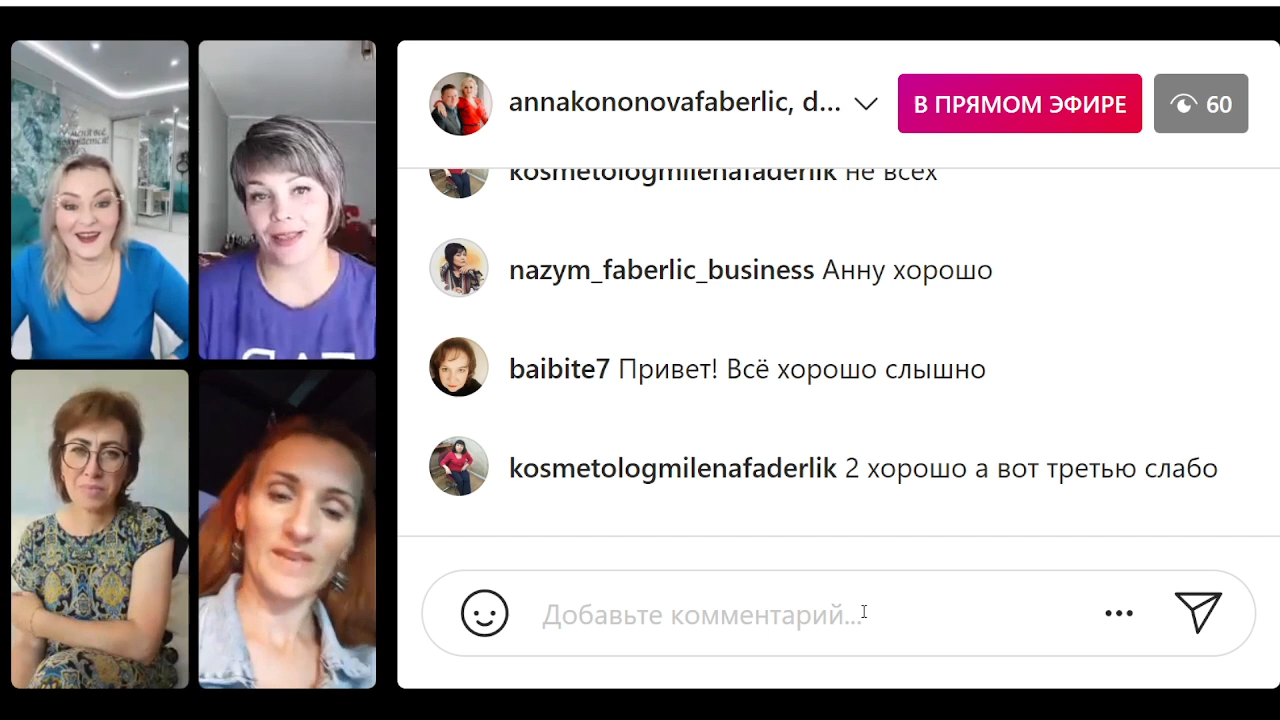 annakononovafaberlic, d...
В ПРЯМОМ ЭФИРЕ
60
kosmetologmilenafaderlik не всех
nazym_faberlic_business Анну хорошо
baibite7 Привет! Всё хорошо слышно
kosmetologmilenafaderlik 2 хорошо а вот третью слабо
Добавьте комментарий...